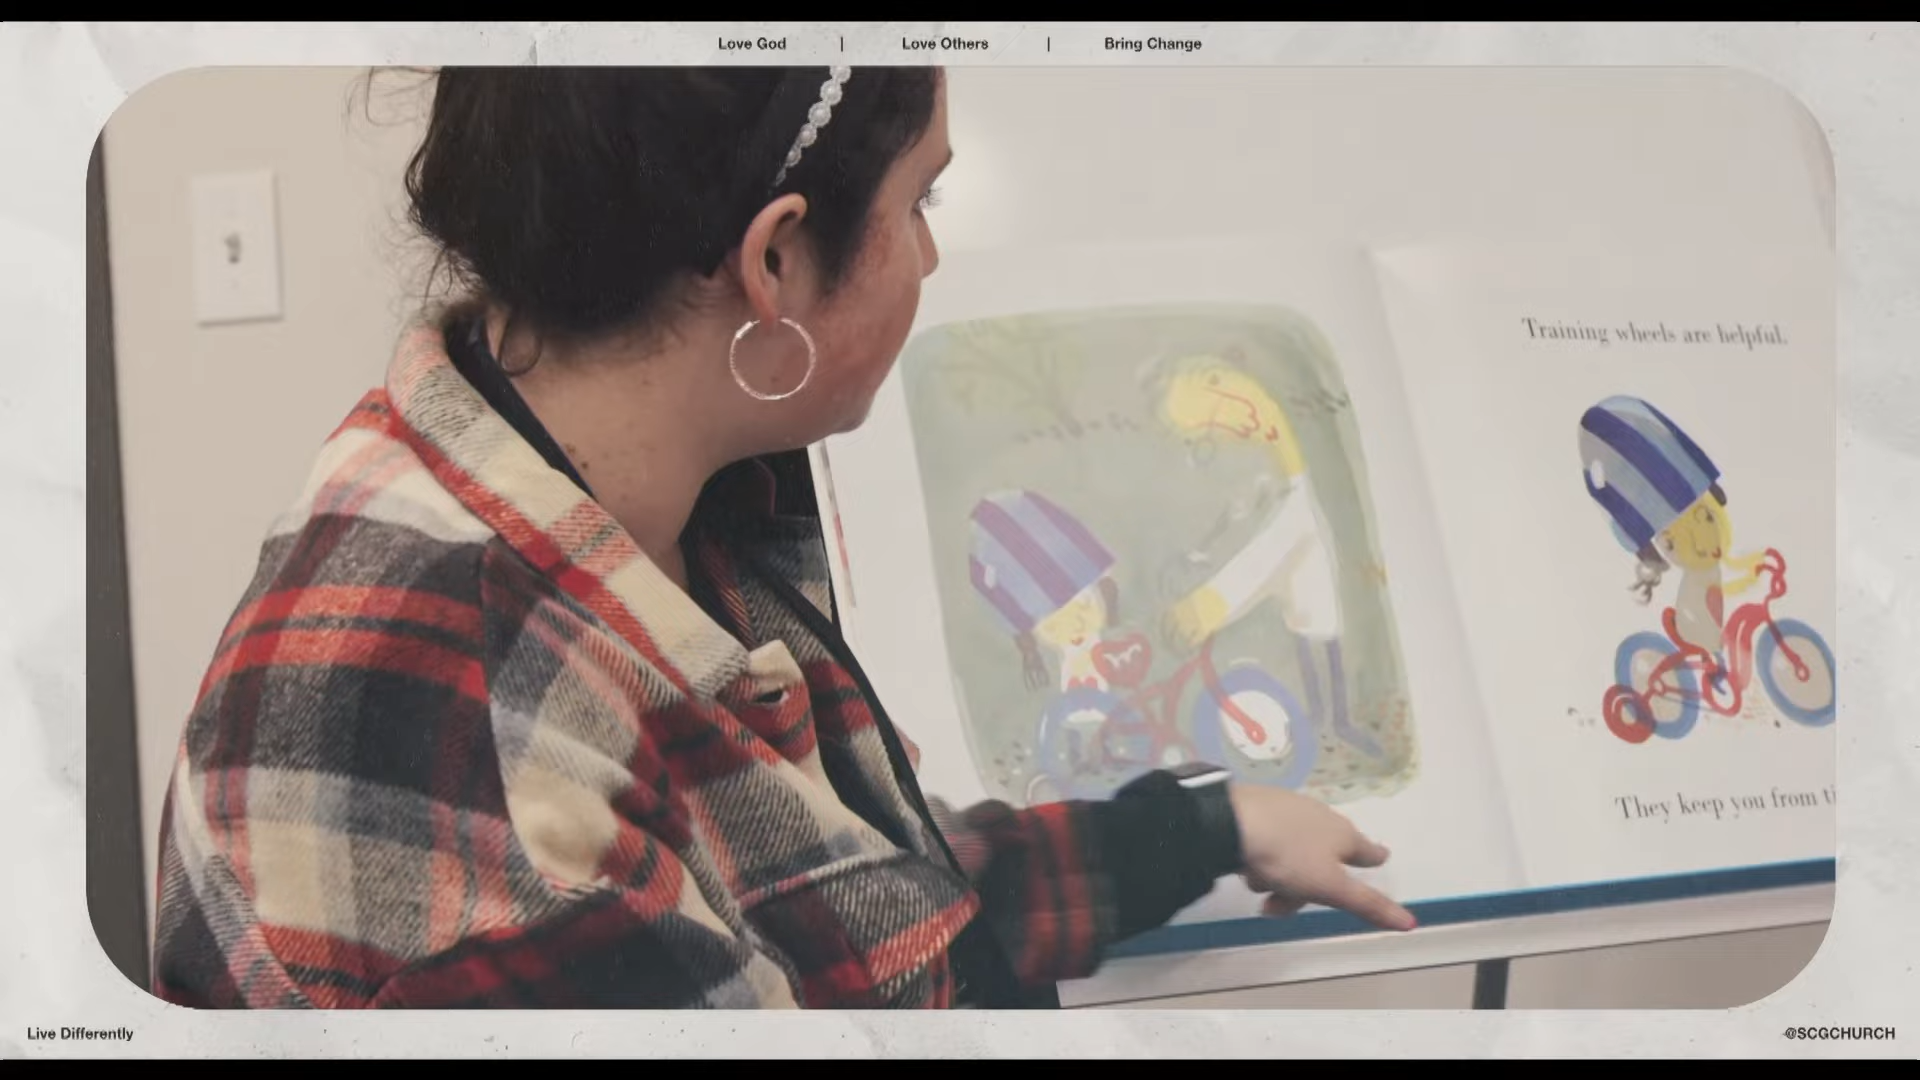 Love God | Love Others | Bring Change
Training wheels are helpful.
They keep you from
Live Differently
@SCGCHURCH